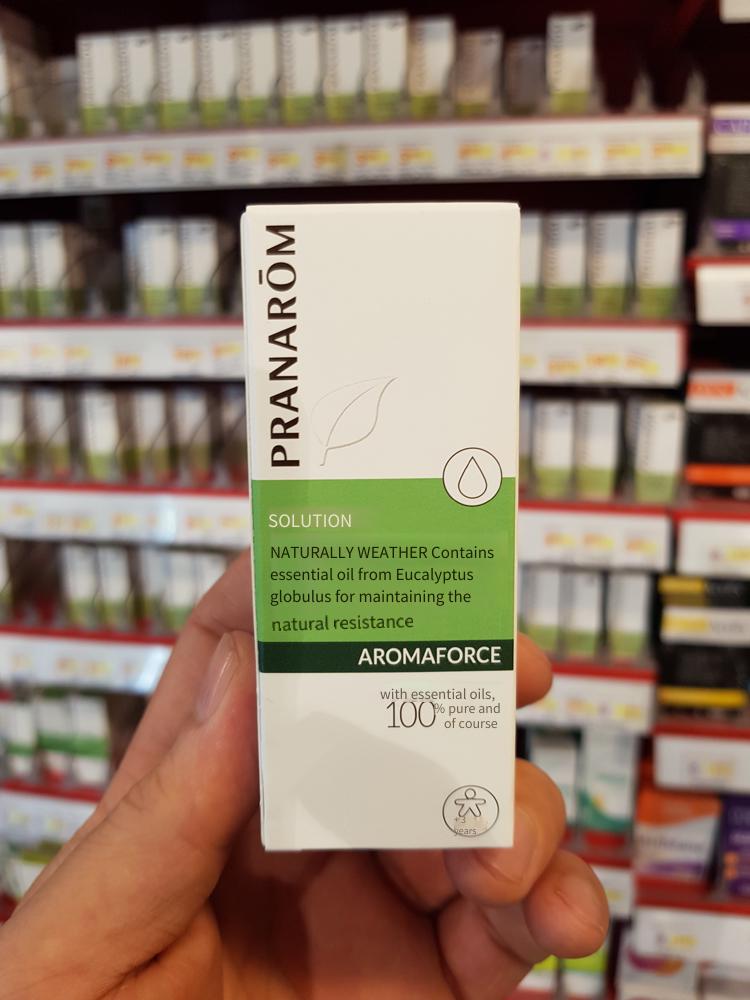 PRANARŌM
SOLUTION
NATURALLY WEATHER Contains
essential oil from Eucalyptus
globulus for maintaining the
natural resistance
AROMAFORCE
with essential oils,
100% pure and
of course
+3
years